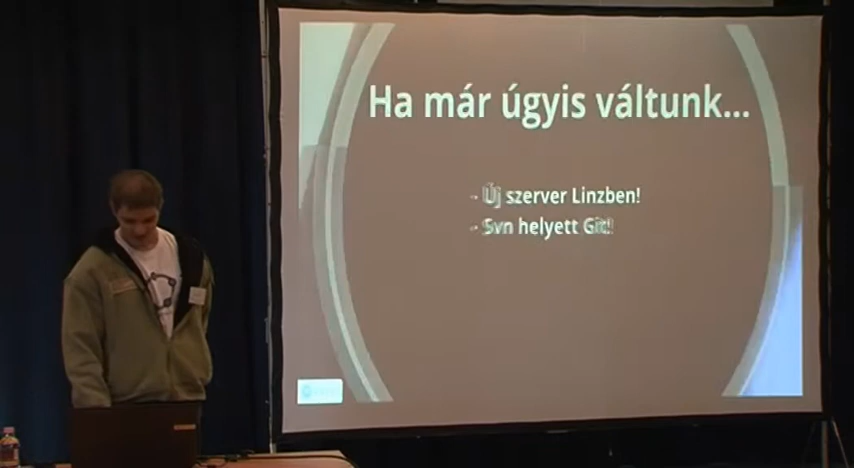 Ha már úgyis váltunk...
- Új szerver Linzben!
- Svn helyett Git!